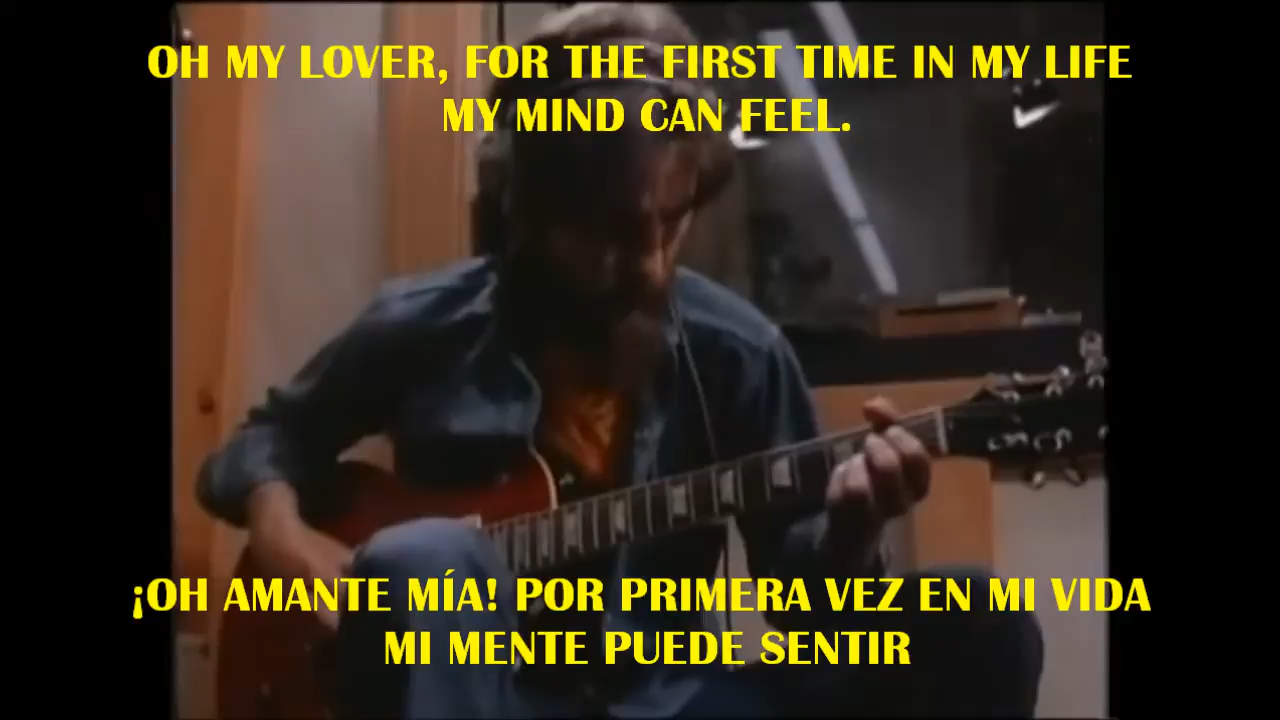 OH MY LOVER, FOR THE FIRST TIME IN MY LIFE
MY MIND CAN FEEL.
¡OH AMANTE MÍA! POR PRIMERA VEZ EN MI VIDA
MI MENTE PUEDE SENTIR